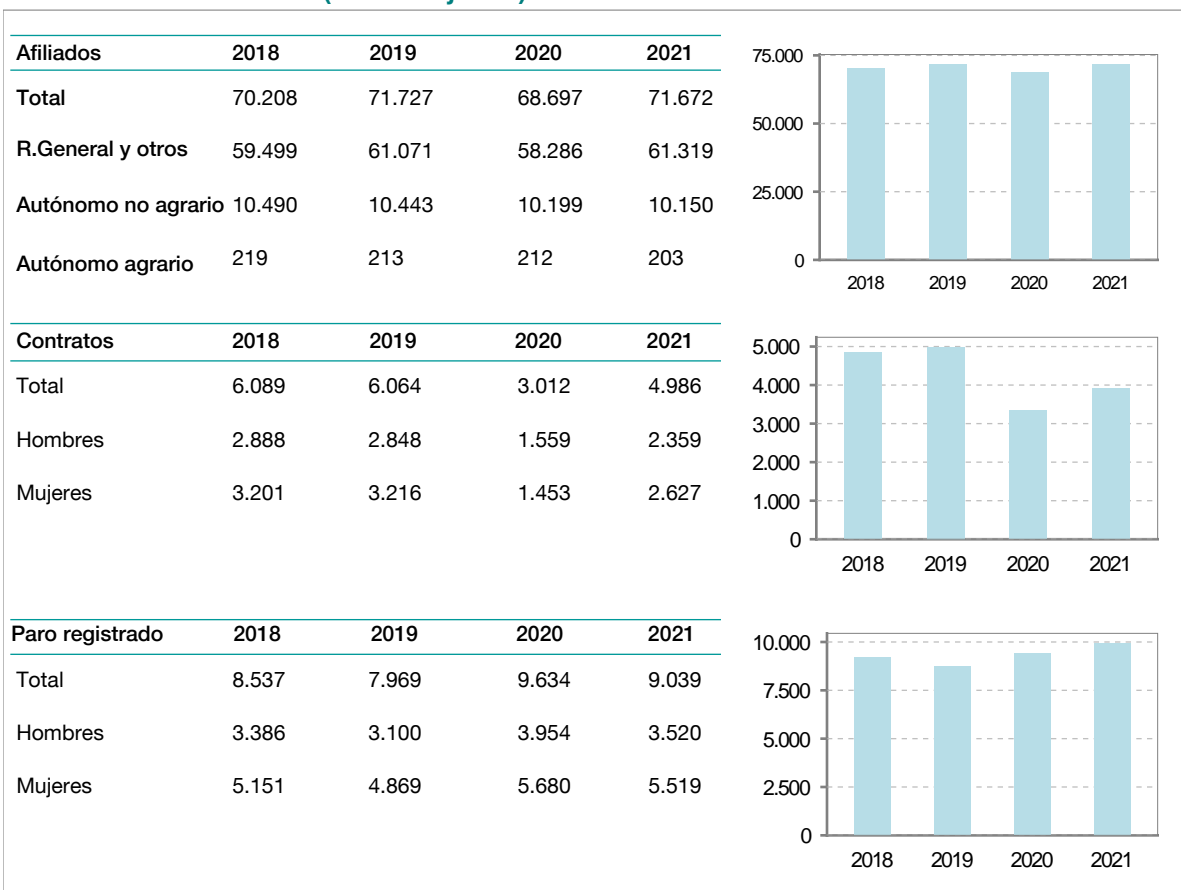 Afiliados 2018 2019 2020 2021
Total 70.208 71.727 68.697 71.672
R.General y otros 59.499 61.071 58.286 61.319
Autónomo no agrario 10.490 10.443 10.199 10.150
Autónomo agrario 219 213 212 203
75.000
50.000
25.000
0
2018 2019 2020 2021
Contratos 2018 2019 2020 2021
Total 6.089 6.064 3.012 4.986
Hombres 2.888 2.848 1.559 2.359
Mujeres 3.201 3.216 1.453 2.627
5.000
4.000
3.000
2.000
1.000
0
2018 2019 2020 2021
Paro registrado 2018 2019 2020 2021
Total 8.537 7.969 9.634 9.039
Hombres 3.386 3.100 3.954 3.520
Mujeres 5.151 4.869 5.680 5.519
10.000
7.500
5.000
2.500
0
2018 2019 2020 2021